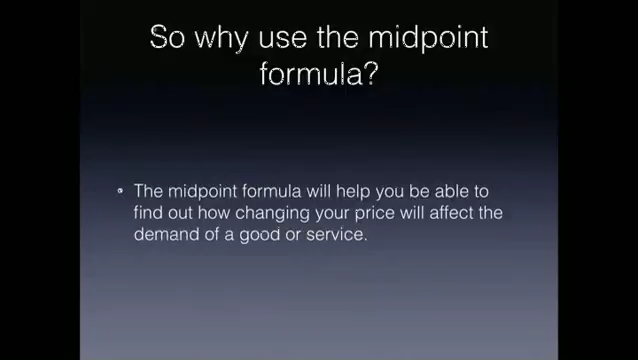 So why use the midpoint
formula?
• The midpoint formula will help you be able to
find out how changing your price will affect the
demand of a good or service.